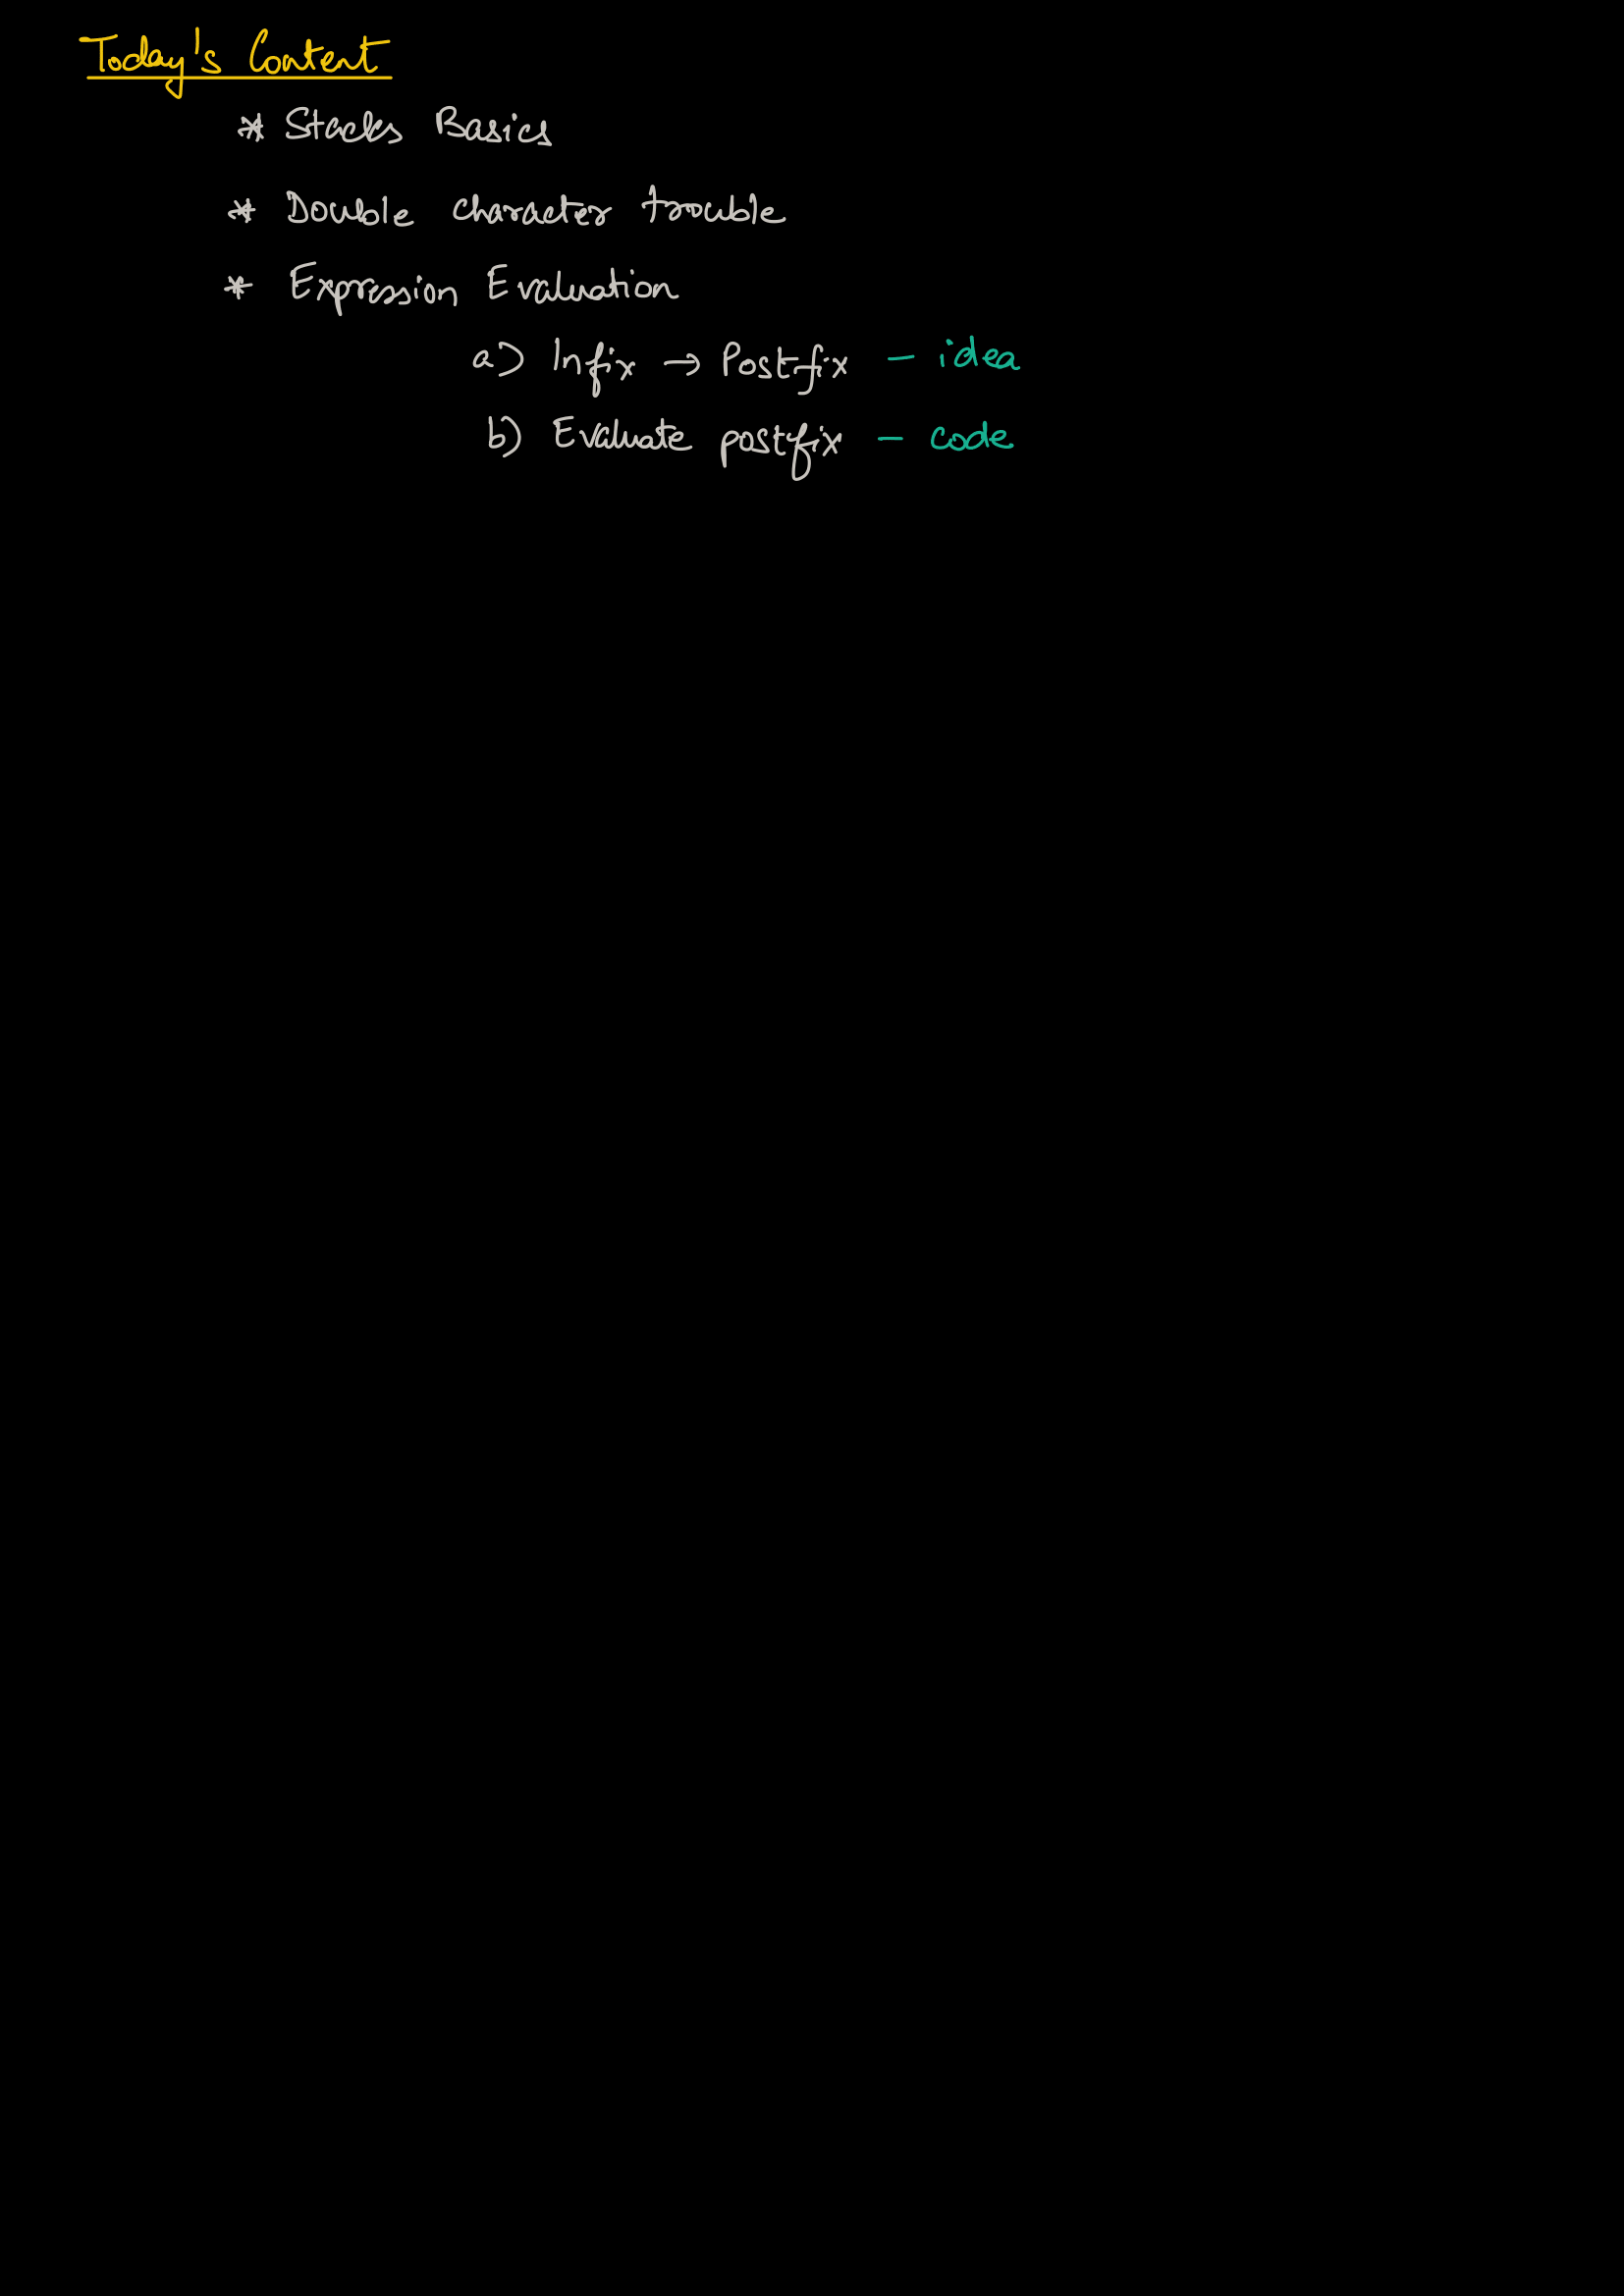 Today's Content
* Stacks Basics
* Double character trouble
* Expression Evaluation
a) Infix → Postfix - idea
b) Evaluate postfix - code